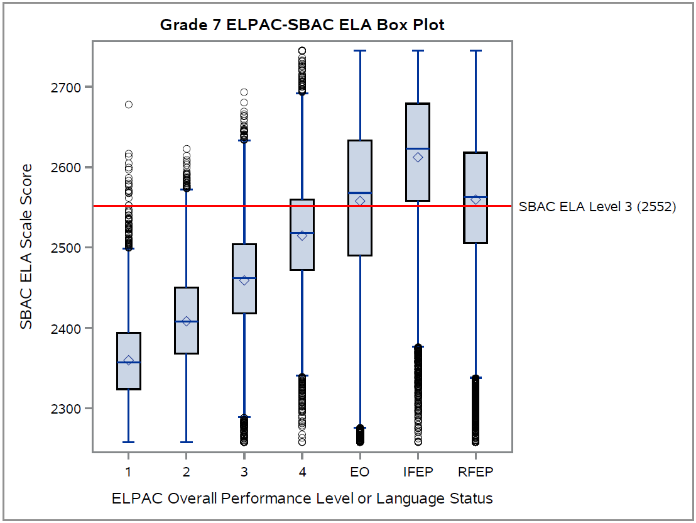 Grade 7 ELPAC-SBAC ELA Box Plot
SBAC ELA Scale Score
2700
2600
2500
2400
2300
SBAC ELA Level 3 (2552)
1 2 3 4 EO IFEP RFEP
ELPAC Overall Performance Level or Language Status